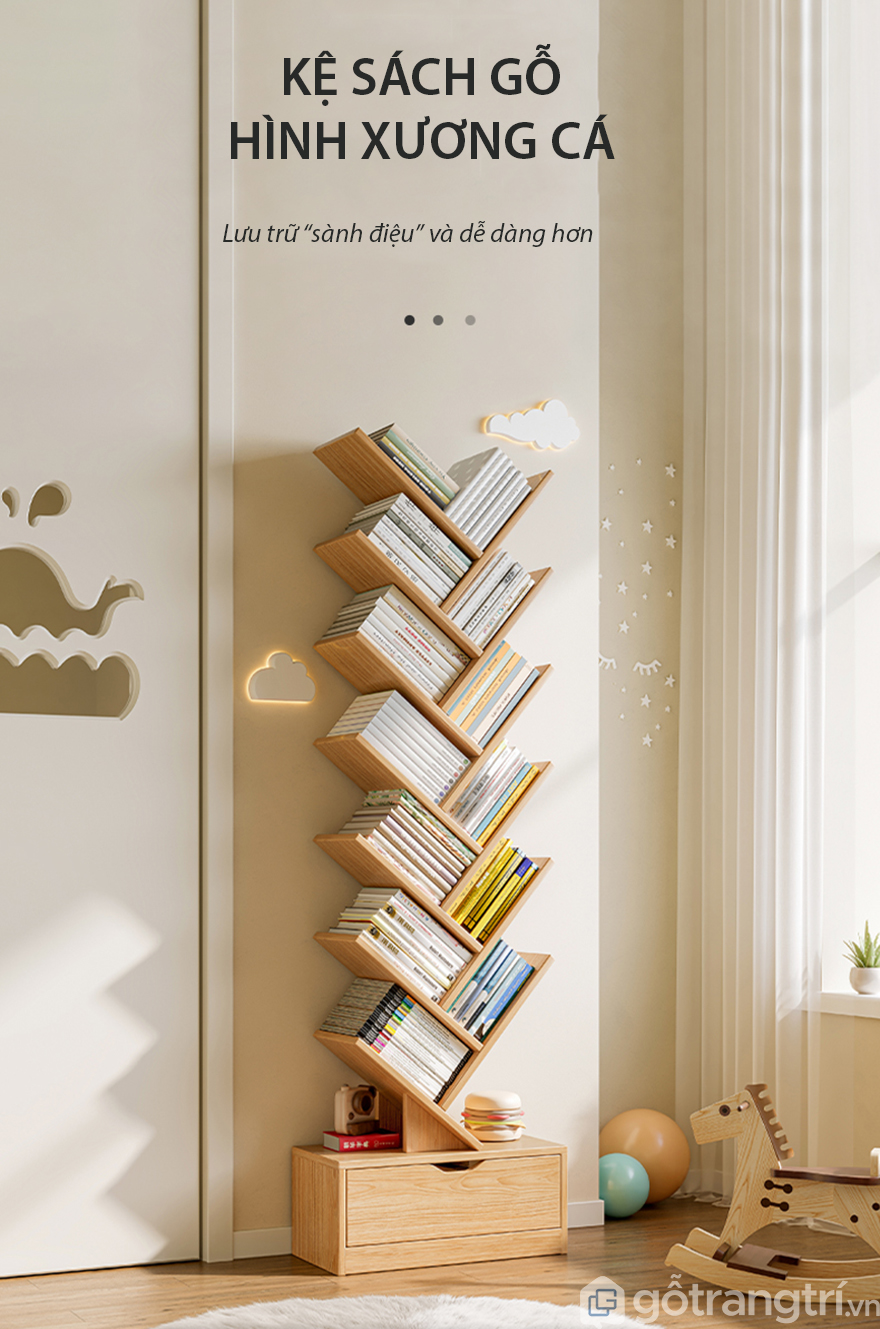 KỆ SÁCH GỖ
HÌNH XƯƠNG CÁ
Lưu trữ “sành điệu” và dễ dàng hơn
gỗtrangtrí.vn